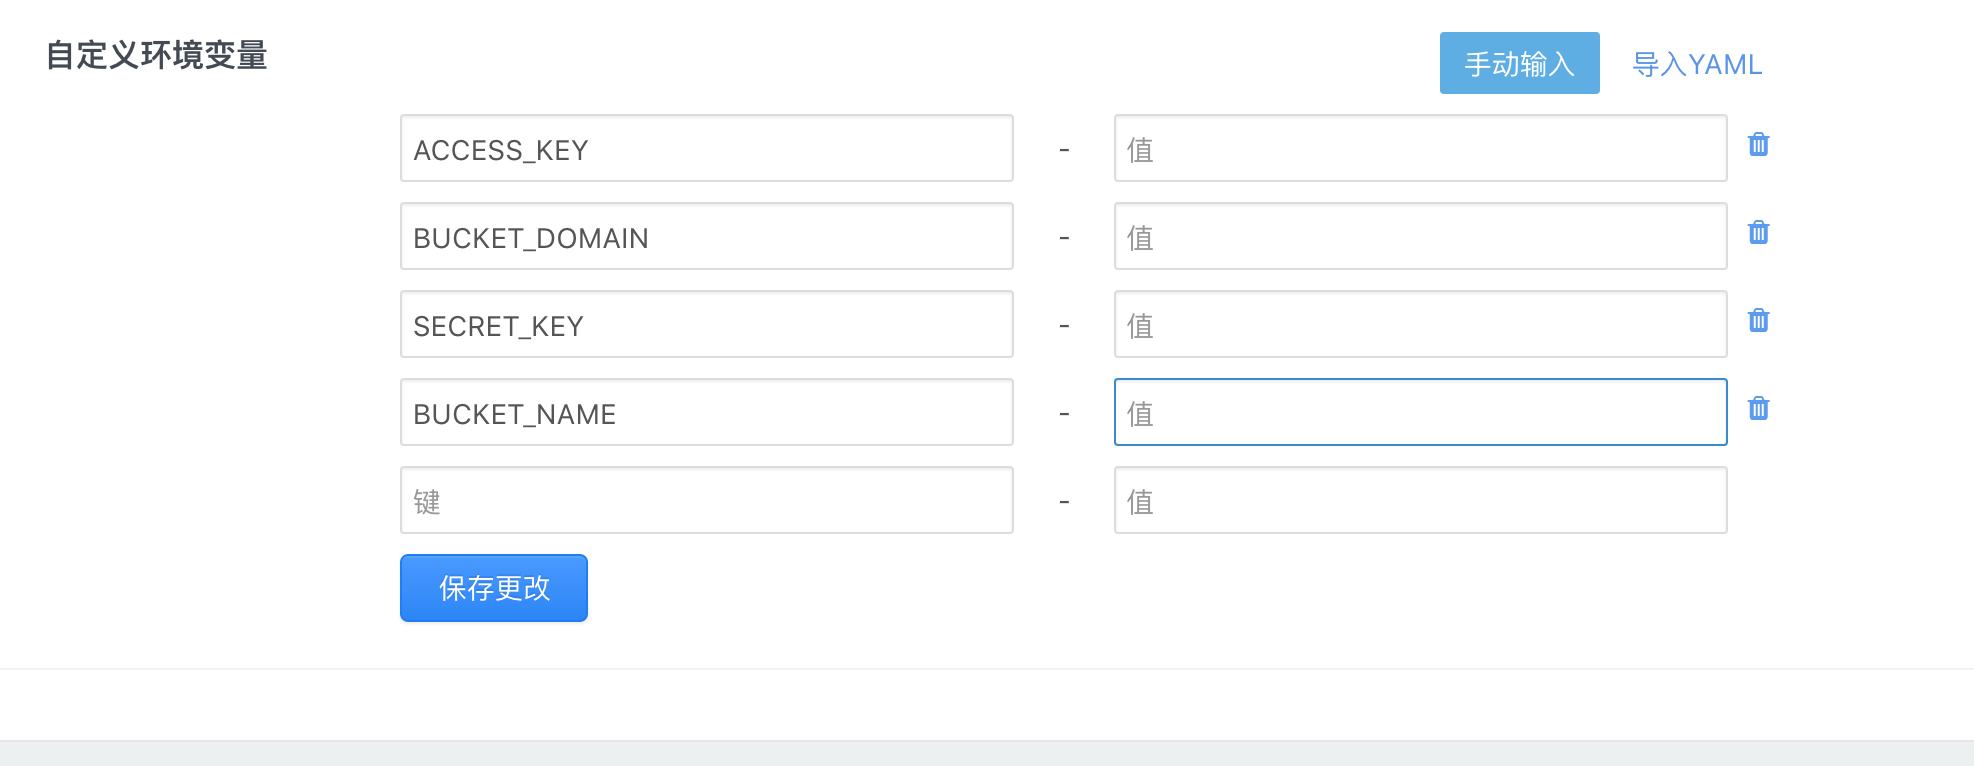 自定义环境变量
手动输入 导入YAML
ACCESS_KEY - 值
BUCKET_DOMAIN - 值
SECRET_KEY - 值
BUCKET_NAME - 值
键 - 值
保存更改